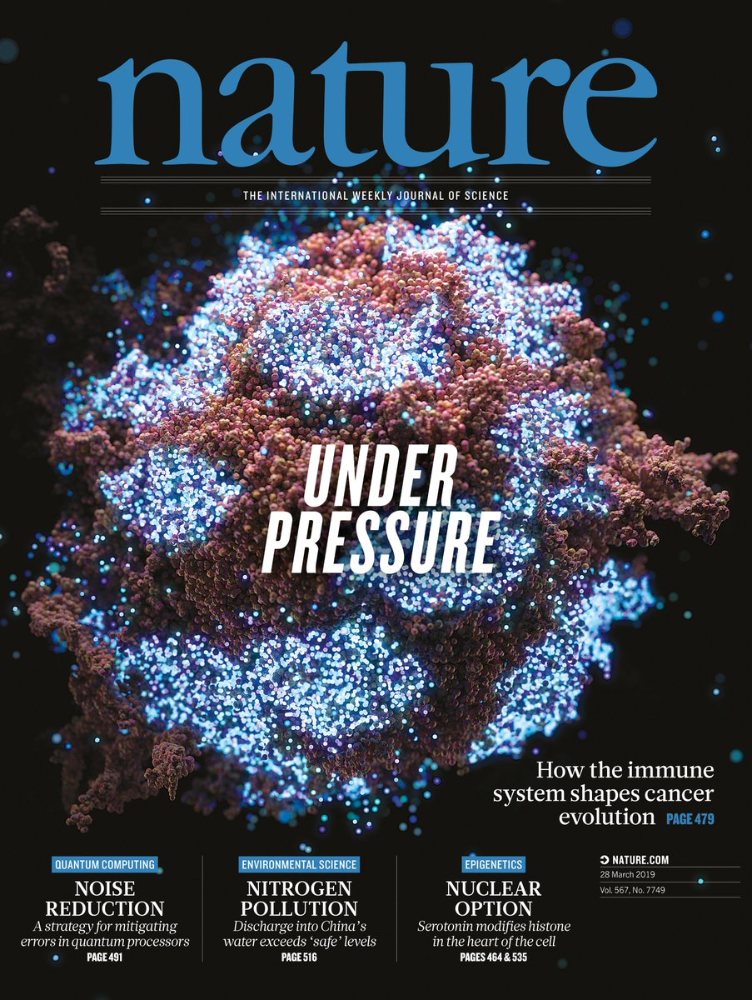 nature
THE INTERNATIONAL WEEKLY JOURNAL OF SCIENCE
UNDER
PRESSURE
How the immune
system shapes cancer
evolution PAGE 479
QUANTUM COMPUTING
NOISE
REDUCTION
A strategy for mitigating
errors in quantum processors
PAGE 491
ENVIRONMENTAL SCIENCE
NITROGEN
POLLUTION
Discharge into China’s
water exceeds ‘safe’ levels
PAGE 516
EPIGENETICS
NUCLEAR
OPTION
Serotonin modifies histone
in the heart of the cell
PAGES 464 & 535
NATURE.COM
28 March 2019
Vol. 567, No. 7749